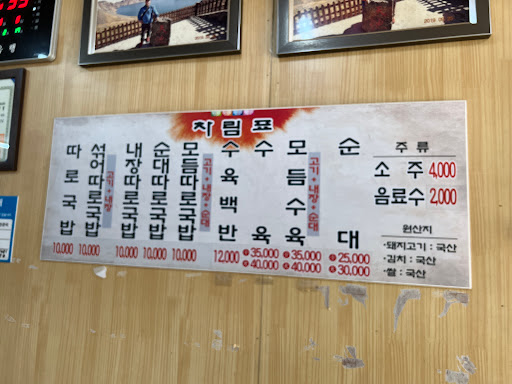 차림표
따로국밥
10,000
섞어따로국밥
고기+내장
10,000
내장따로국밥
10,000
순대따로국밥
10,000
모듬따로국밥
고기+내장+순대
10,000
수육백반
12,000
수육
35,000
40,000
모듬수육
고기+내장+순대
35,000
40,000
순대
25,000
30,000
주류
소주 4,000
음료수 2,000
원산지
·돼지고기 : 국산
·김치 : 국산
·쌀 : 국산